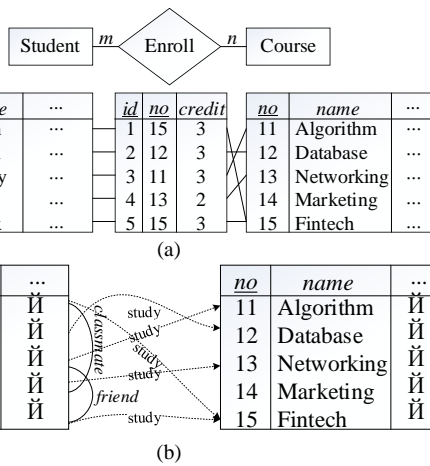 Student m Enroll n Course
e ... id no credit no name ...
... 1 15 3 11 Algorithm ...
... 2 12 3 12 Database ...
y ... 3 11 3 13 Networking ...
... 4 13 2 14 Marketing ...
... 5 15 3 15 Fintech ...
(a)
... no name ...
Й 11 Algorithm Й
Й 12 Database Й
Й 13 Networking Й
Й 14 Marketing Й
Й 15 Fintech Й
classmate
friend
study
study
study
study
study
(b)